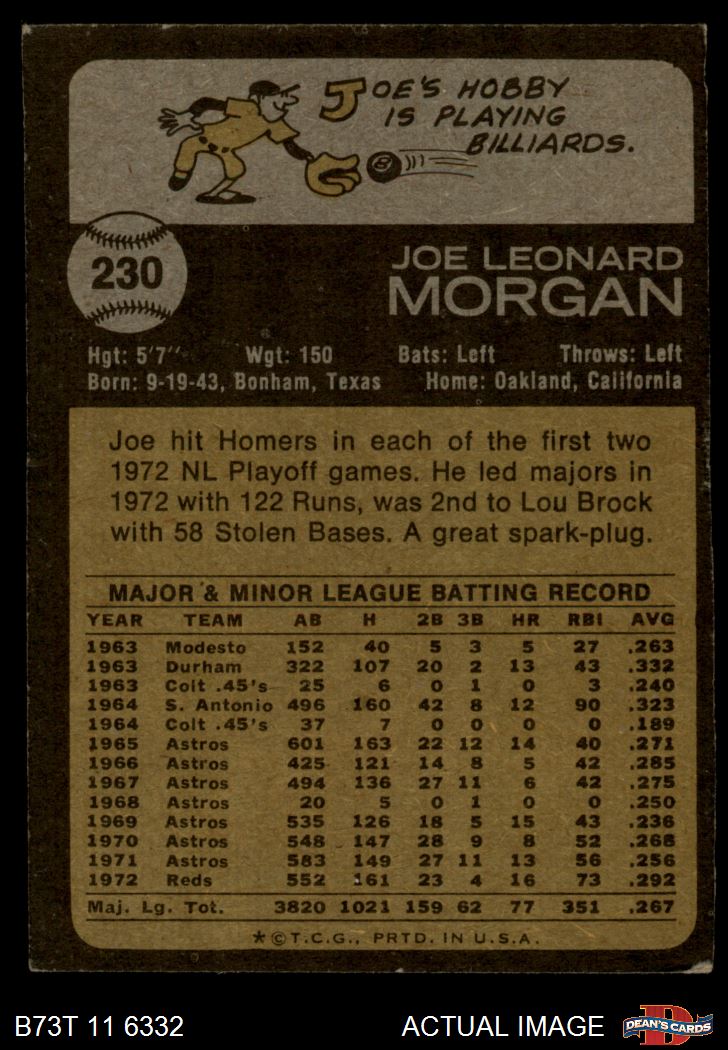 JOE'S HOBBY
IS PLAYING
BILLIARDS.
8
230
JOE LEONARD
MORGAN
Hgt: 5'7" Wgt: 150 Bats: Left Throws: Left
Born: 9-19-43, Bonham, Texas Home: Oakland, California
Joe hit Homers in each of the first two
1972 NL Playoff games. He led majors in
1972 with 122 Runs, was 2nd to Lou Brock
with 58 Stolen Bases. A great spark-plug.
MAJOR & MINOR LEAGUE BATTING RECORD
YEAR TEAM AB H 2B 3B HR RBI AVG
1963 Modesto 152 40 5 3 5 27 .263
1963 Durham 322 107 20 2 13 43 .332
1963 Colt .45's 25 6 0 1 0 3 .240
1964 S. Antonio 496 160 42 8 12 90 .323
1964 Colt .45's 37 7 0 0 0 0 .189
1965 Astros 601 163 22 12 14 40 .271
1966 Astros 425 121 14 8 5 42 .285
1967 Astros 494 136 27 11 6 42 .275
1968 Astros 20 5 0 1 0 0 .250
1969 Astros 535 126 18 5 15 43 .236
1970 Astros 548 147 28 9 8 52 .268
1971 Astros 583 149 27 11 13 56 .256
1972 Reds 552 161 23 4 16 73 .292
Maj. Lg. Tot. 3820 1021 159 62 77 351 .267
*©T.C.G., PRTD. IN U.S.A.
B73T 11 6332 ACTUAL IMAGE D DEAN'S CARDS